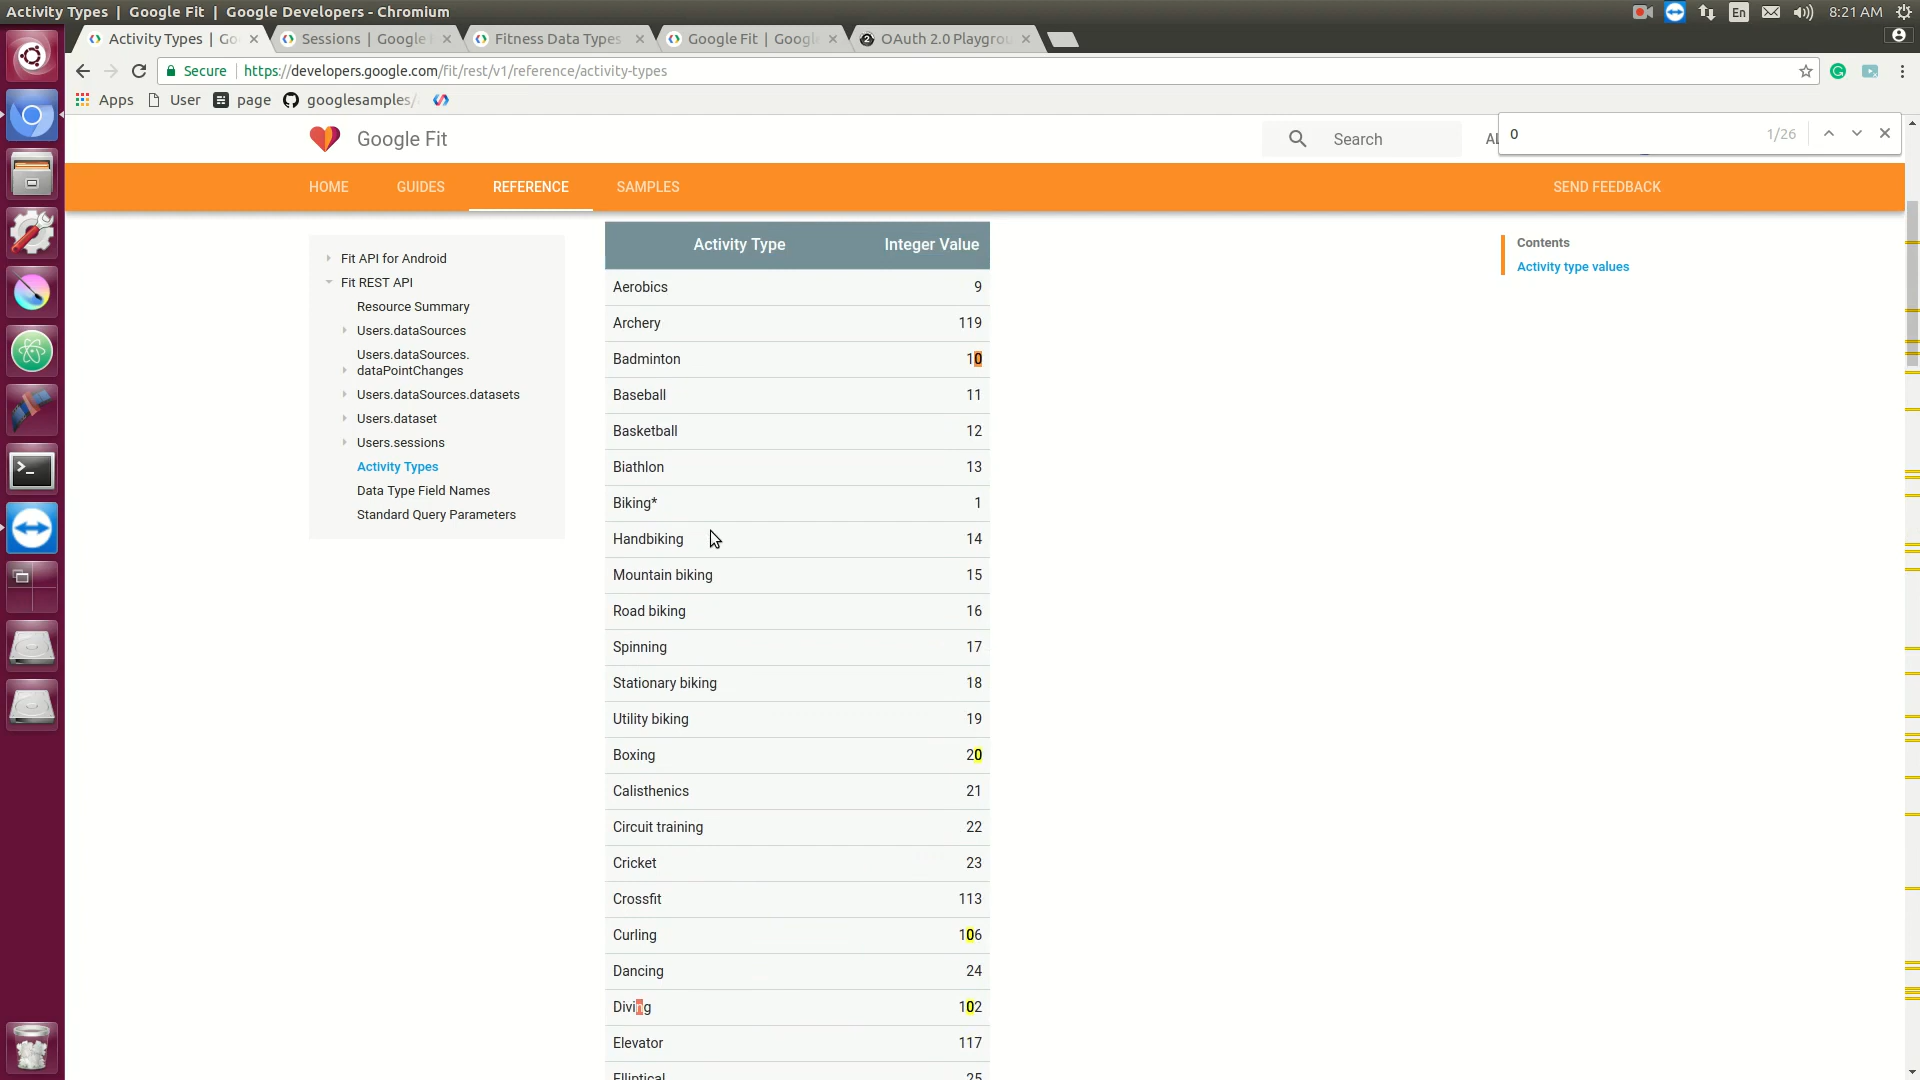 Activity Types | Google Fit | Google Developers - Chromium
En
8:21 AM
Activity Types | Go
Sessions | Google
Fitness Data Types
Google Fit | Googl
OAuth 2.0 Playgrou
Secure
https://developers.google.com/fit/rest/v1/reference/activity-types
Apps
User
page
googlesamples/
0
1/26
Google Fit
Search
AL
HOME
GUIDES
REFERENCE
SAMPLES
SEND FEEDBACK
Fit API for Android
Fit REST API
Resource Summary
Users.dataSources
Users.dataSources.
dataPointChanges
Users.dataSources.datasets
Users.dataset
Users.sessions
Activity Types
Data Type Field Names
Standard Query Parameters
Activity Type Integer Value
Aerobics 9
Archery 119
Badminton 10
Baseball 11
Basketball 12
Biathlon 13
Biking* 1
Handbiking 14
Mountain biking 15
Road biking 16
Spinning 17
Stationary biking 18
Utility biking 19
Boxing 20
Calisthenics 21
Circuit training 22
Cricket 23
Crossfit 113
Curling 106
Dancing 24
Diving 102
Elevator 117
Elliptical 25
Contents
Activity type values